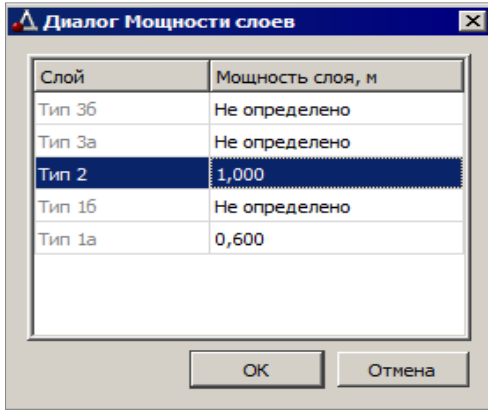 Диалог Мощности слоев
Слой Мощность слоя, м
Тип 3б Не определено
Тип 3а Не определено
Тип 2 1,000
Тип 1б Не определено
Тип 1а 0,600
OK Отмена